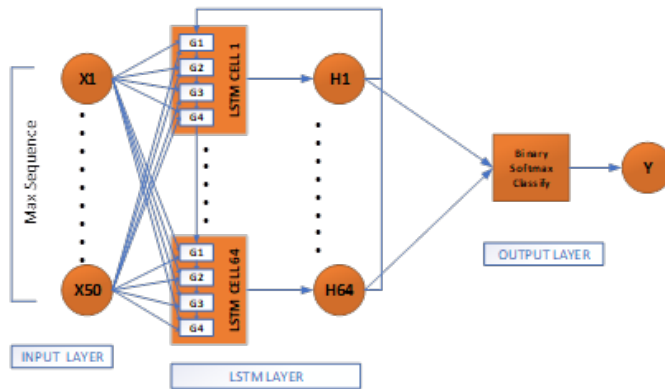 Max Sequence
X1
X50
INPUT LAYER
G1
G2
G3
G4
LSTM CELL 1
G1
G2
G3
G4
LSTM CELL64
LSTM LAYER
H1
H64
Binary
Softmax
Classify
OUTPUT LAYER
Y